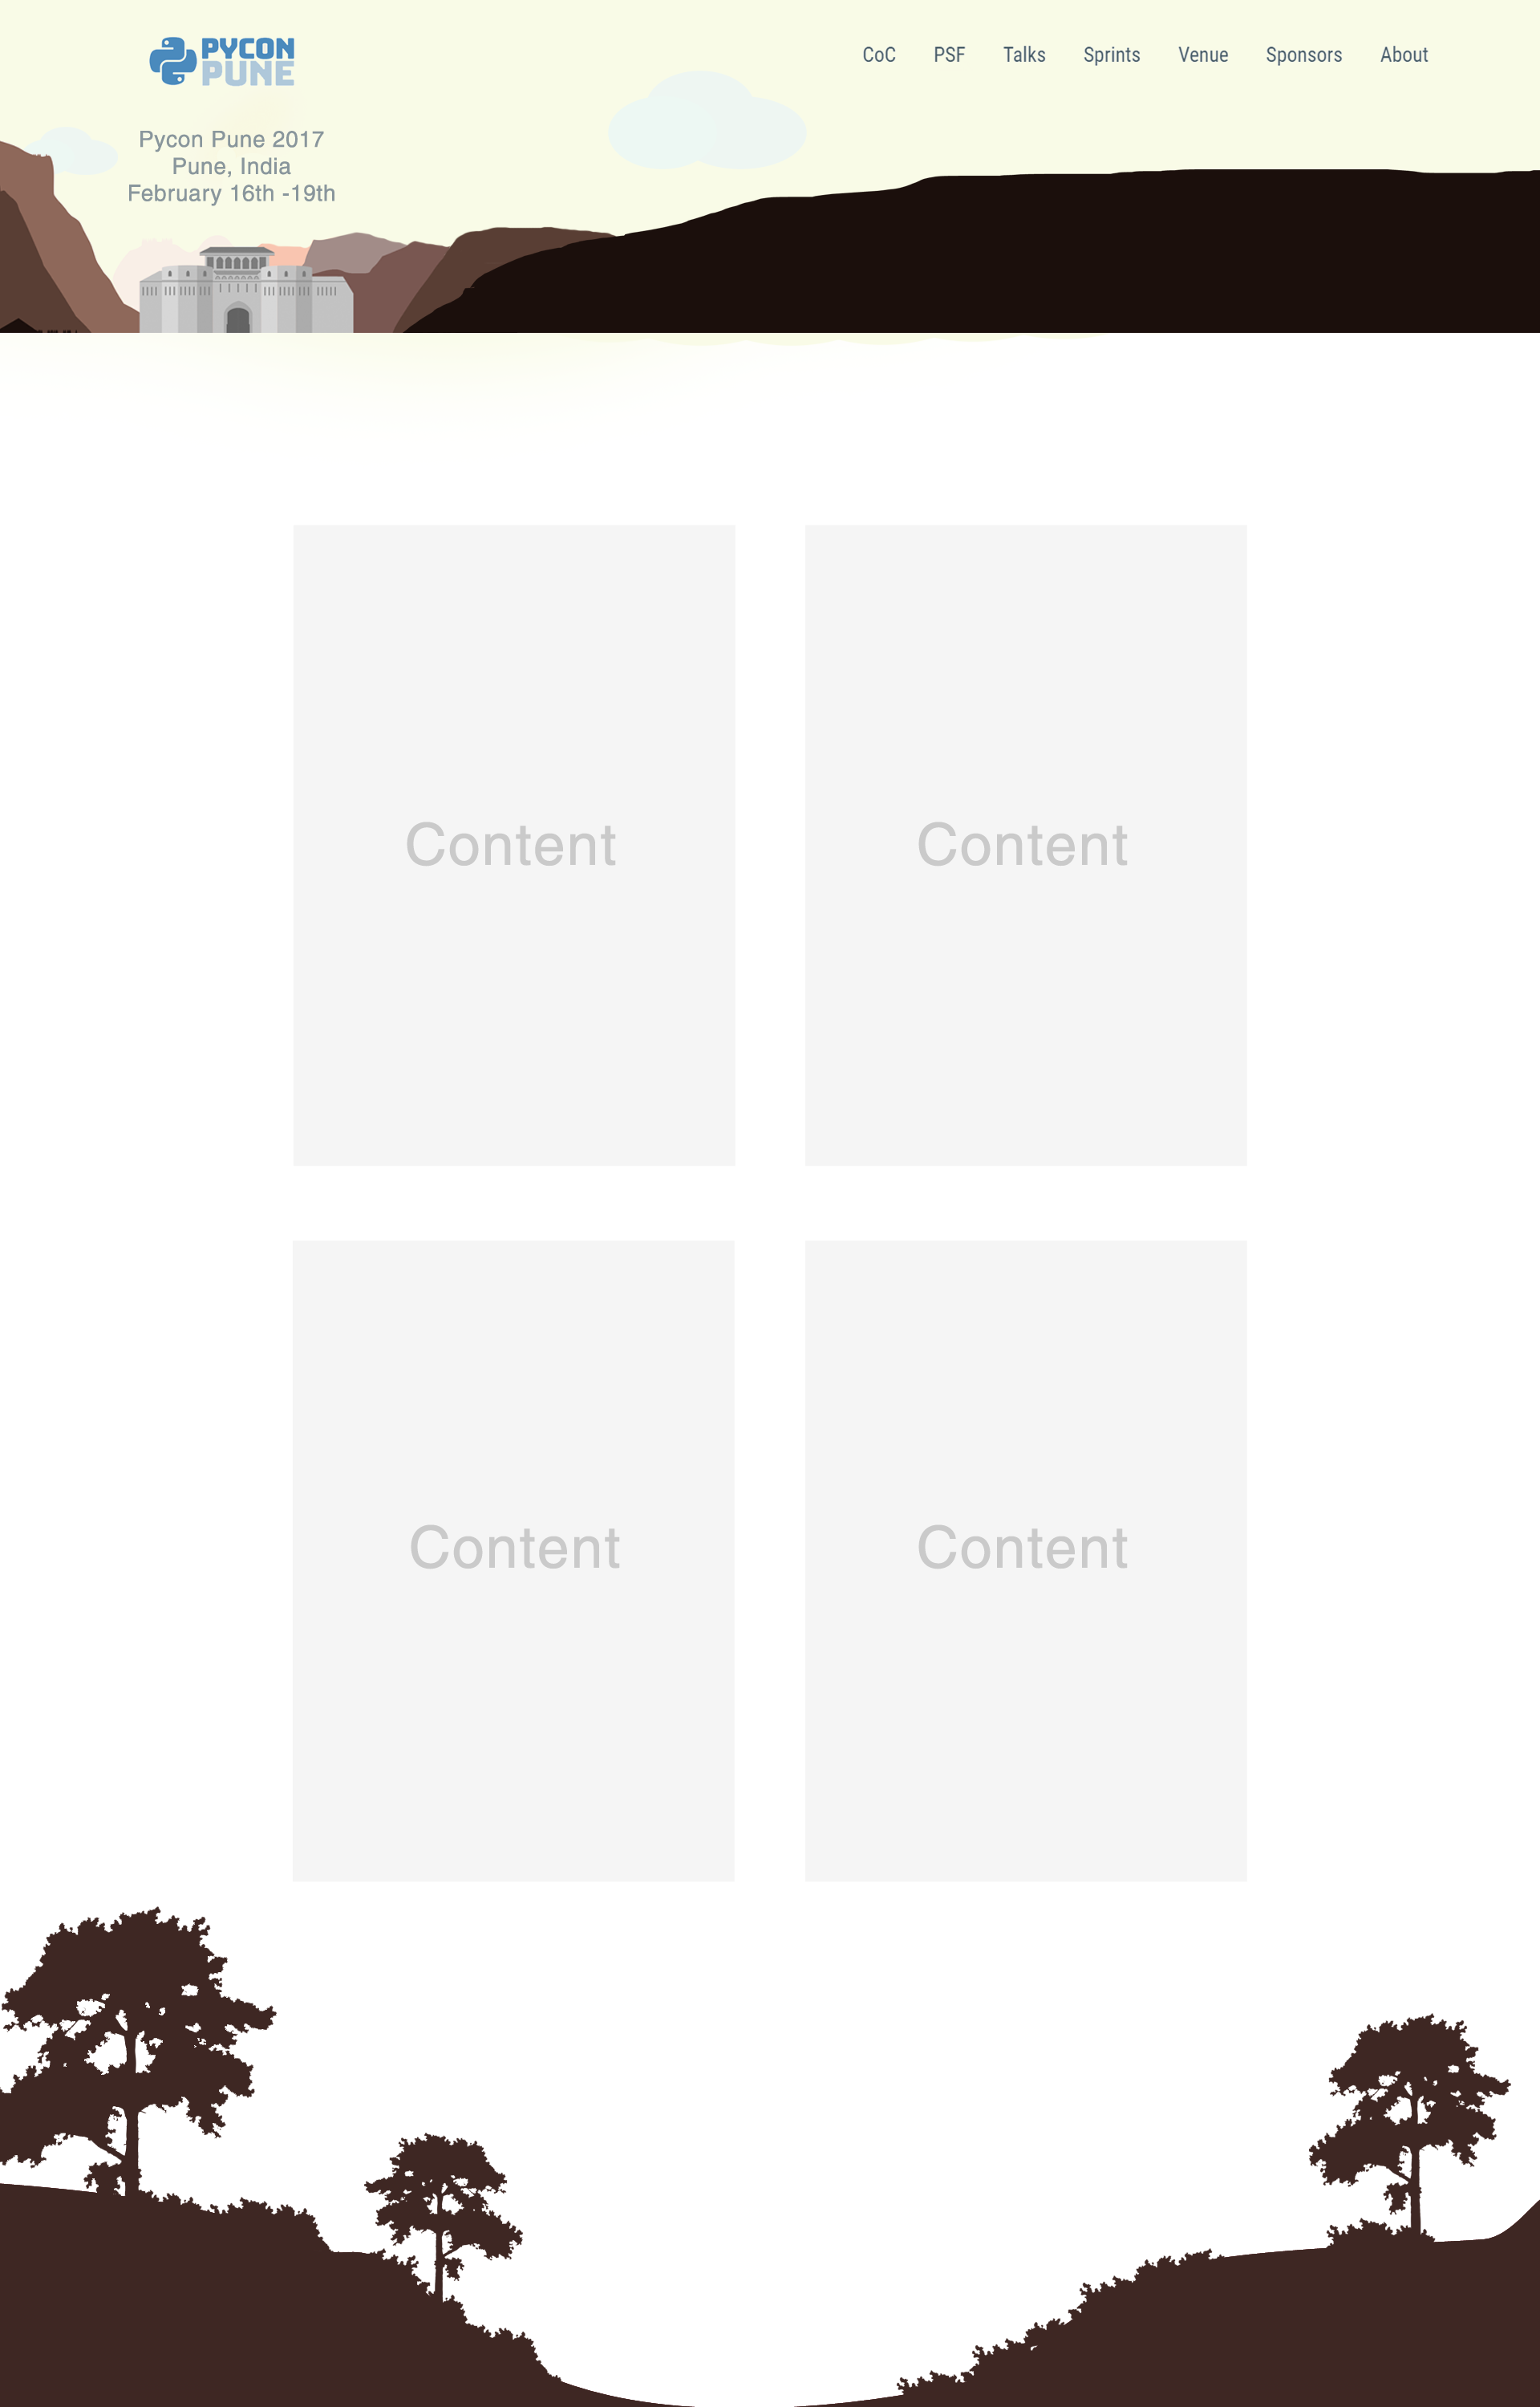 PYCON
PUNE
CoC PSF Talks Sprints Venue Sponsors About
Pycon Pune 2017
Pune, India
February 16th -19th
Content Content
Content Content